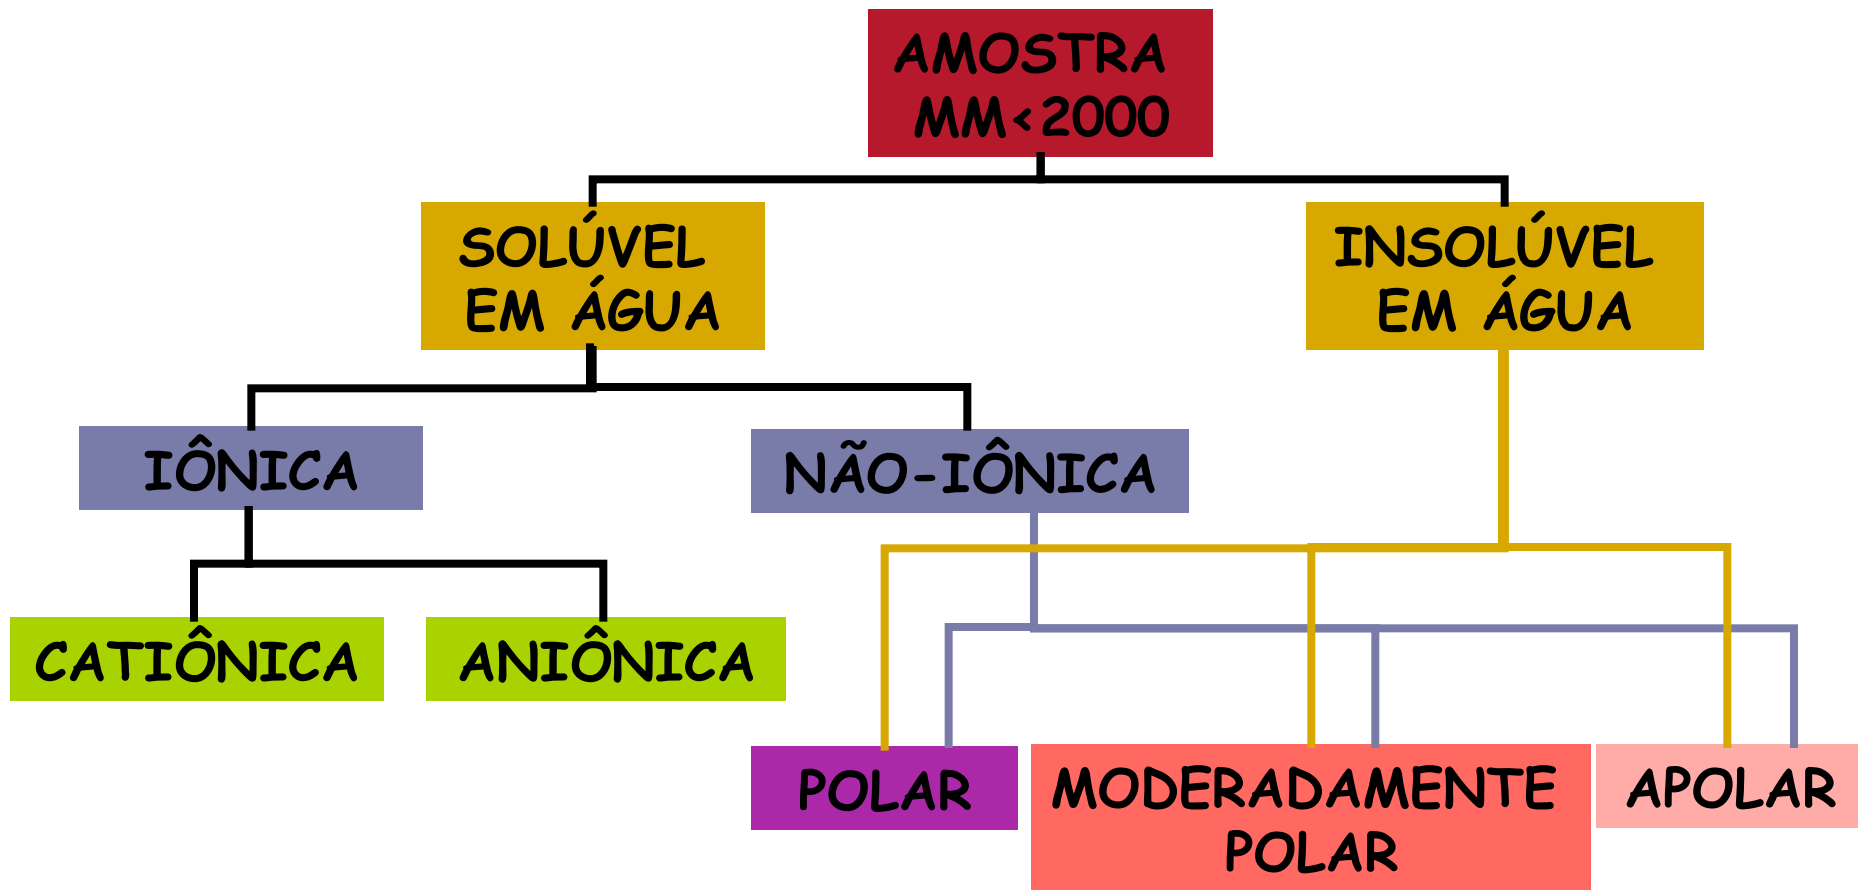 AMOSTRA
MM<2000
SOLÚVEL
EM ÁGUA
INSOLÚVEL
EM ÁGUA
IÔNICA
NÃO-IÔNICA
CATIÔNICA
ANIÔNICA
POLAR
MODERADAMENTE
POLAR
APOLAR